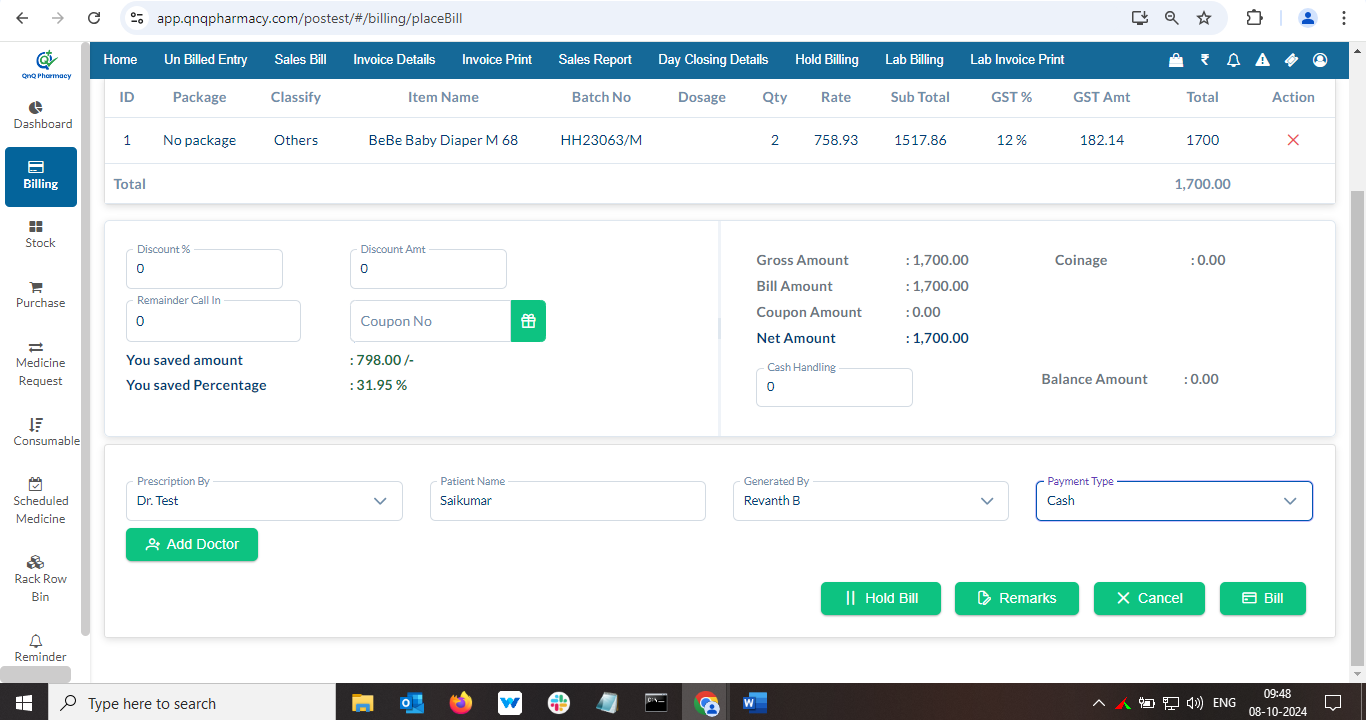 app.qnqpharmacy.com/postest/#/billing/placeBill
QnQ Pharmacy
Home Un Billed Entry Sales Bill Invoice Details Invoice Print Sales Report Day Closing Details Hold Billing Lab Billing Lab Invoice Print
ID Package Classify Item Name Batch No Dosage Qty Rate Sub Total GST % GST Amt Total Action
1 No package Others BeBe Baby Diaper M 68 HH23063/M 2 758.93 1517.86 12 % 182.14 1700
Total 1,700.00
Dashboard
Billing
Stock
Purchase
Medicine
Request
Consumable
Scheduled
Medicine
Rack Row
Bin
Reminder
Discount % Discount Amt
0 0
Remainder Call In
0 Coupon No
You saved amount : 798.00 /-
You saved Percentage : 31.95 %
Gross Amount : 1,700.00 Coinage : 0.00
Bill Amount : 1,700.00
Coupon Amount : 0.00
Net Amount : 1,700.00
Cash Handling
0 Balance Amount : 0.00
Prescription By Patient Name Generated By Payment Type
Dr. Test Saikumar Revanth B Cash
Add Doctor
Hold Bill Remarks Cancel Bill
Type here to search
ENG
09:48
08-10-2024